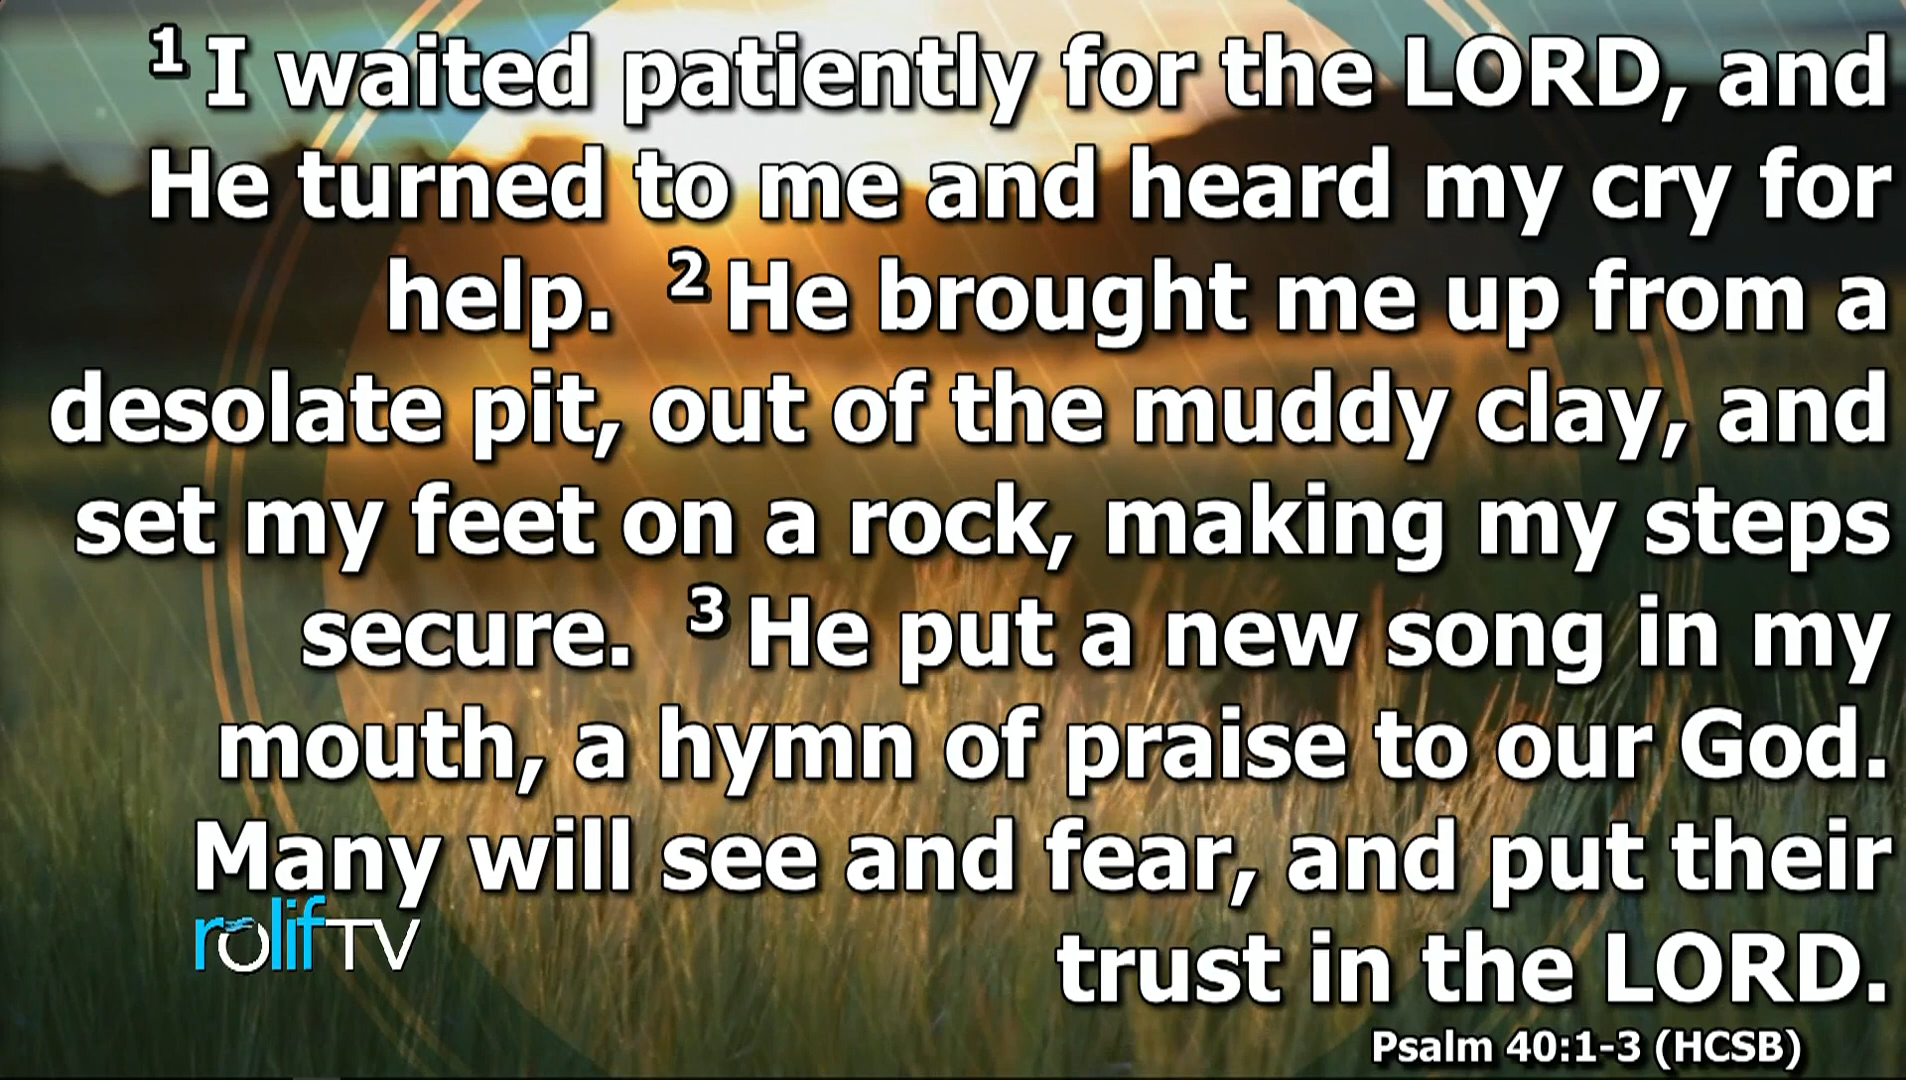 1 I waited patiently for the LORD, and
He turned to me and heard my cry for
help. 2 He brought me up from a
desolate pit, out of the muddy clay, and
set my feet on a rock, making my steps
secure. 3 He put a new song in my
mouth, a hymn of praise to our God.
Many will see and fear, and put their
trust in the LORD.
rolifTV
Psalm 40:1-3 (HCSB)